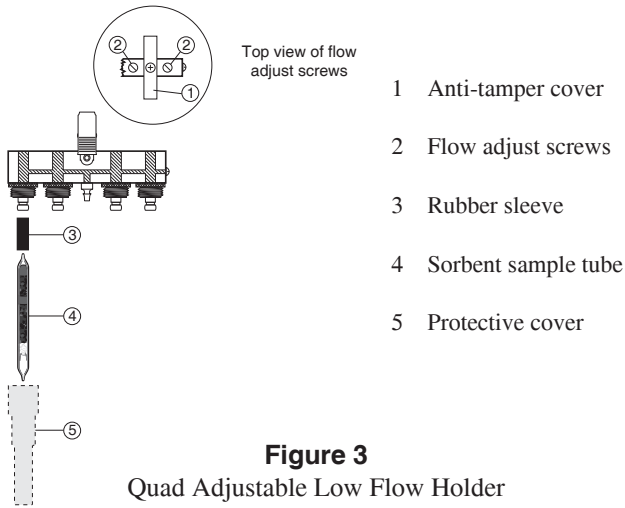 2
2
1
Top view of flow
adjust screws
1 Anti-tamper cover
2 Flow adjust screws
3 Rubber sleeve
4 Sorbent sample tube
5 Protective cover
3
4
5
Figure 3
Quad Adjustable Low Flow Holder